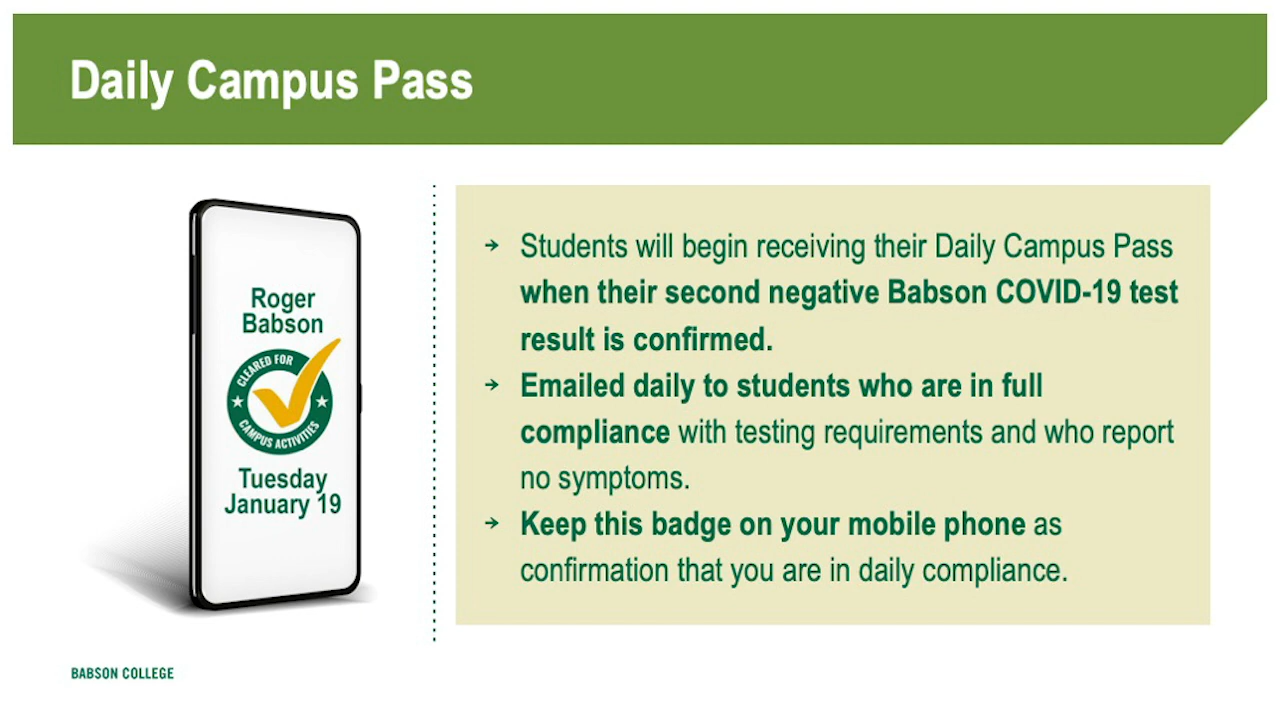 Daily Campus Pass
Roger
Babson
CLEARED FOR
CAMPUS ACTIVITIES
Tuesday
January 19
→ Students will begin receiving their Daily Campus Pass
when their second negative Babson COVID-19 test
result is confirmed.
→ Emailed daily to students who are in full
compliance with testing requirements and who report
no symptoms.
→ Keep this badge on your mobile phone as
confirmation that you are in daily compliance.
BABSON COLLEGE